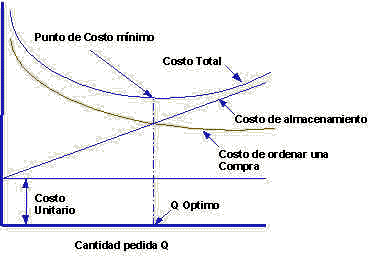 Punto de Costo mínimo
Costo Total
Costo de almacenamiento
Costo de ordenar una
Compra
Costo
Unitario
Q Optimo
Cantidad pedida Q